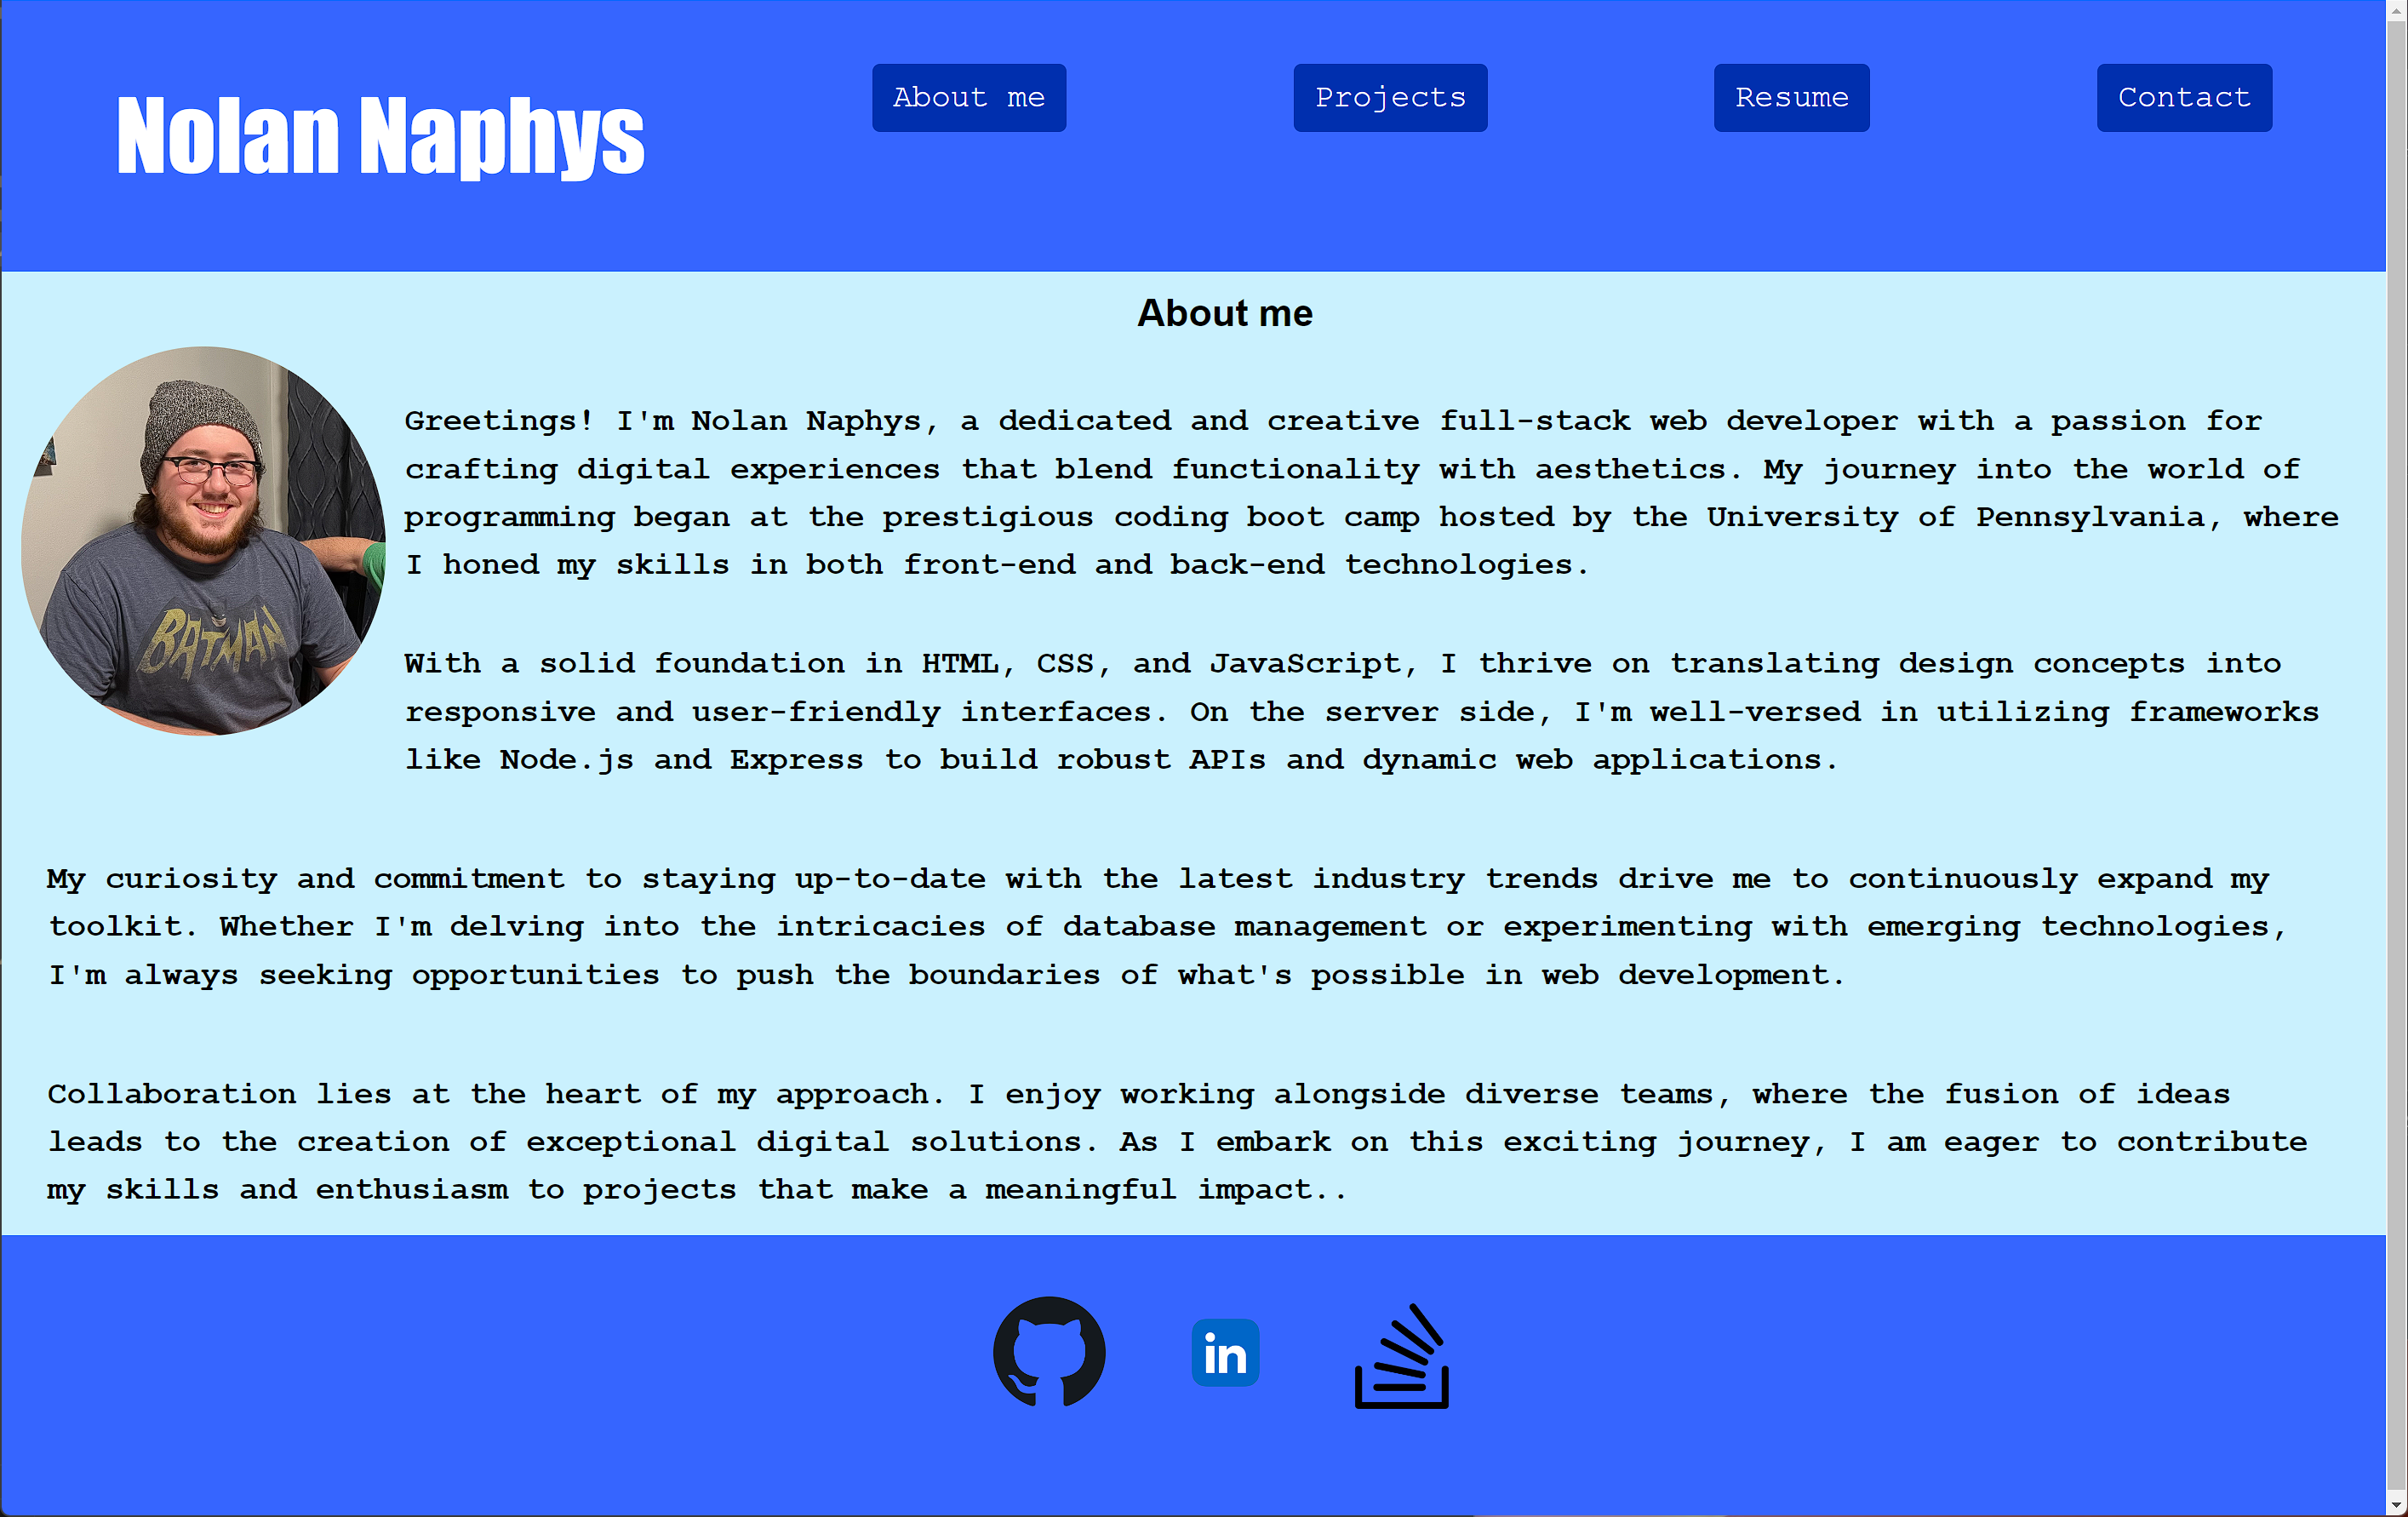 Nolan Naphys
About me
Projects
Resume
Contact
About me
Greetings! I'm Nolan Naphys, a dedicated and creative full-stack web developer with a passion for
crafting digital experiences that blend functionality with aesthetics. My journey into the world of
programming began at the prestigious coding boot camp hosted by the University of Pennsylvania, where
I honed my skills in both front-end and back-end technologies.
BATMAN
With a solid foundation in HTML, CSS, and JavaScript, I thrive on translating design concepts into
responsive and user-friendly interfaces. On the server side, I'm well-versed in utilizing frameworks
like Node.js and Express to build robust APIs and dynamic web applications.
My curiosity and commitment to staying up-to-date with the latest industry trends drive me to continuously expand my
toolkit. Whether I'm delving into the intricacies of database management or experimenting with emerging technologies,
I'm always seeking opportunities to push the boundaries of what's possible in web development.
Collaboration lies at the heart of my approach. I enjoy working alongside diverse teams, where the fusion of ideas
leads to the creation of exceptional digital solutions. As I embark on this exciting journey, I am eager to contribute
my skills and enthusiasm to projects that make a meaningful impact..
in